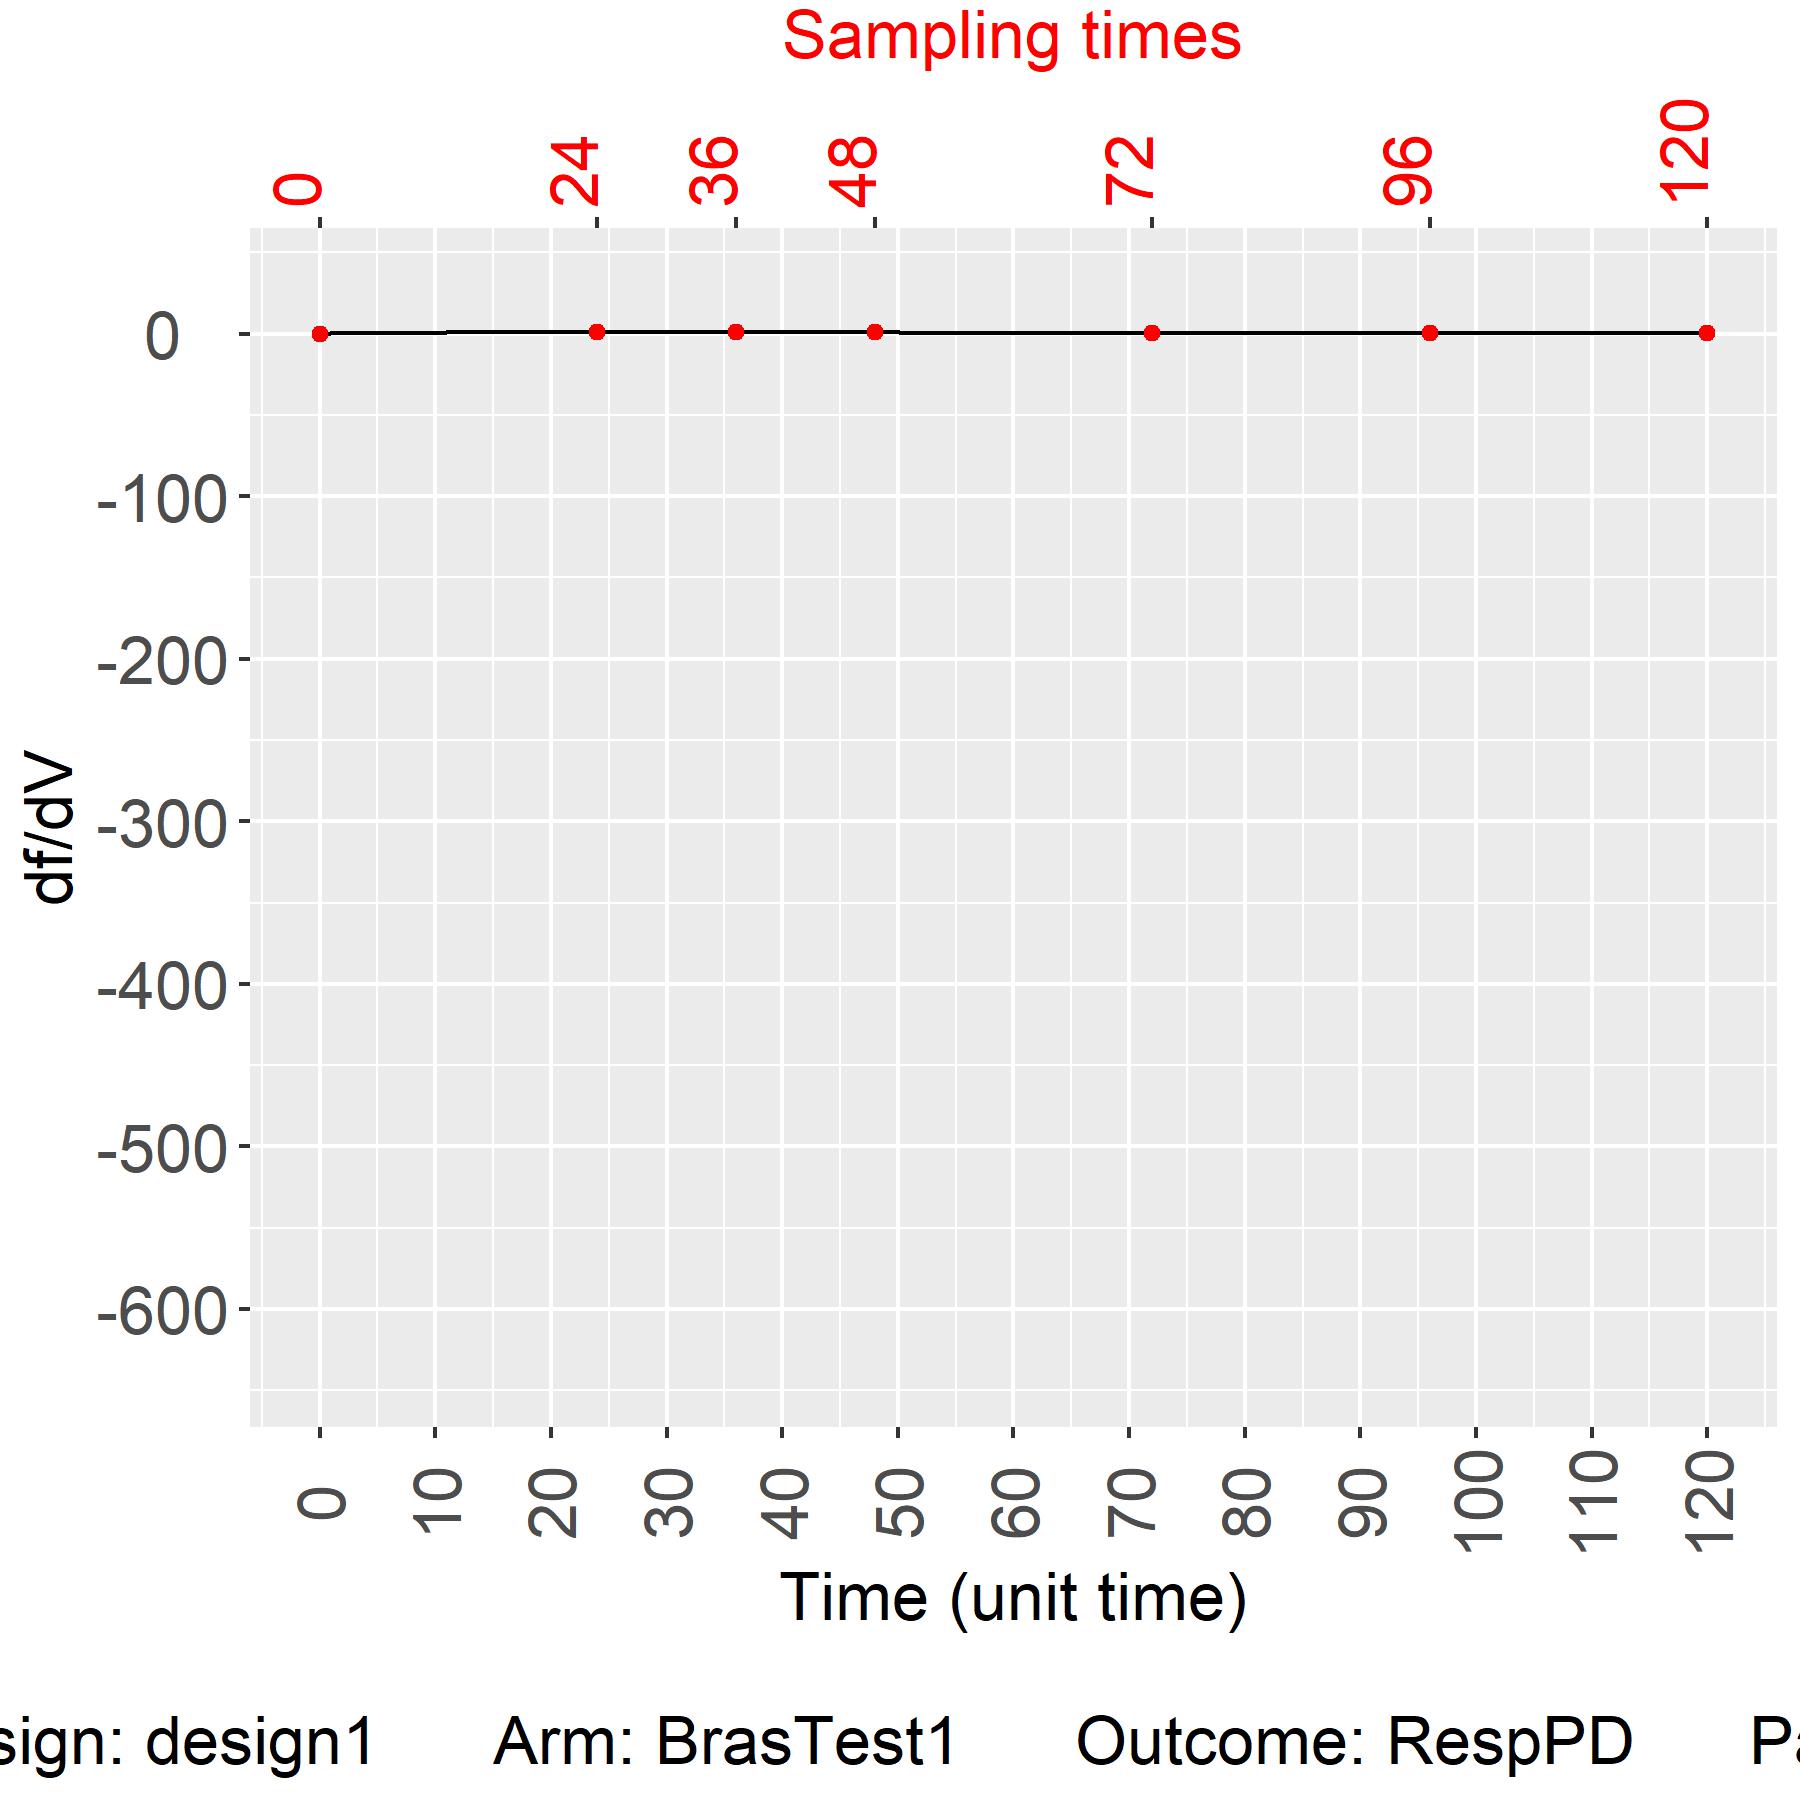 Sampling times
0 24 36 48 72 96 120
0
-100
-200
-300
-400
-500
-600
df/dV
0 10 20 30 40 50 60 70 80 90 100 110 120
Time (unit time)
sign: design1 Arm: BrasTest1 Outcome: RespPD Pa